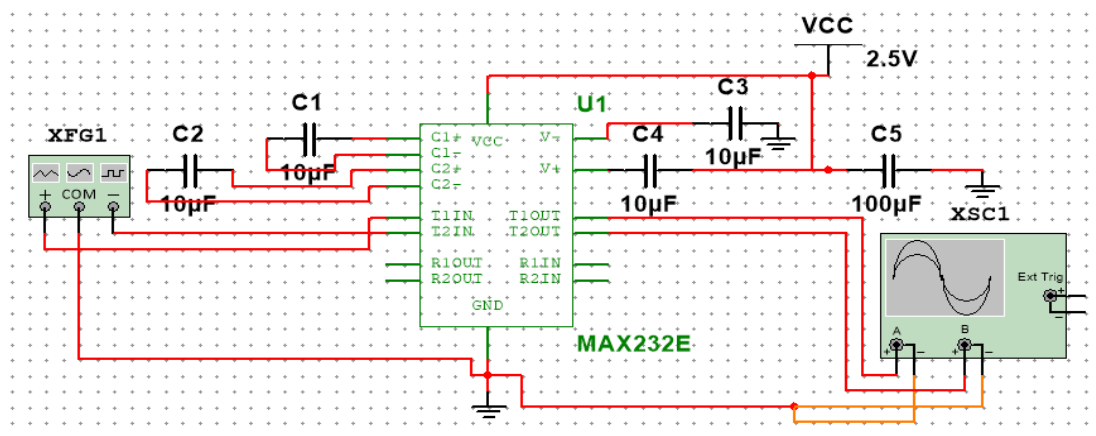 VCC
2.5V
C3
10µF
C1
10µF
U1
XFG1
C2
10µF
C4
10µF
C5
100µF
+ COM −
C1+
C1−
C2+
C2−
VCC
V−
V+
T1IN
T2IN
T1OUT
T2OUT
R1OUT
R2OUT
R1IN
R2IN
GND
MAX232E
XSC1
Ext Trig
+
−
A
B
+ − + −